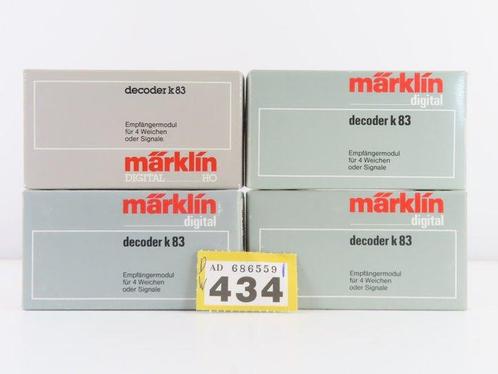 decoder k 83
Empfängermodul
für 4 Weichen
oder Signale.
märklin
DIGITAL HO
märklin
digital
decoder k 83
Empfängermodul
für 4 Weichen
oder Signale
märklin
digital
decoder k 83
Empfängermodul
für 4 Weichen
oder Signale
märklin
digital
decoder k 83
Empfängermodul
für 4 Weichen
oder Signale
AD 686559
434